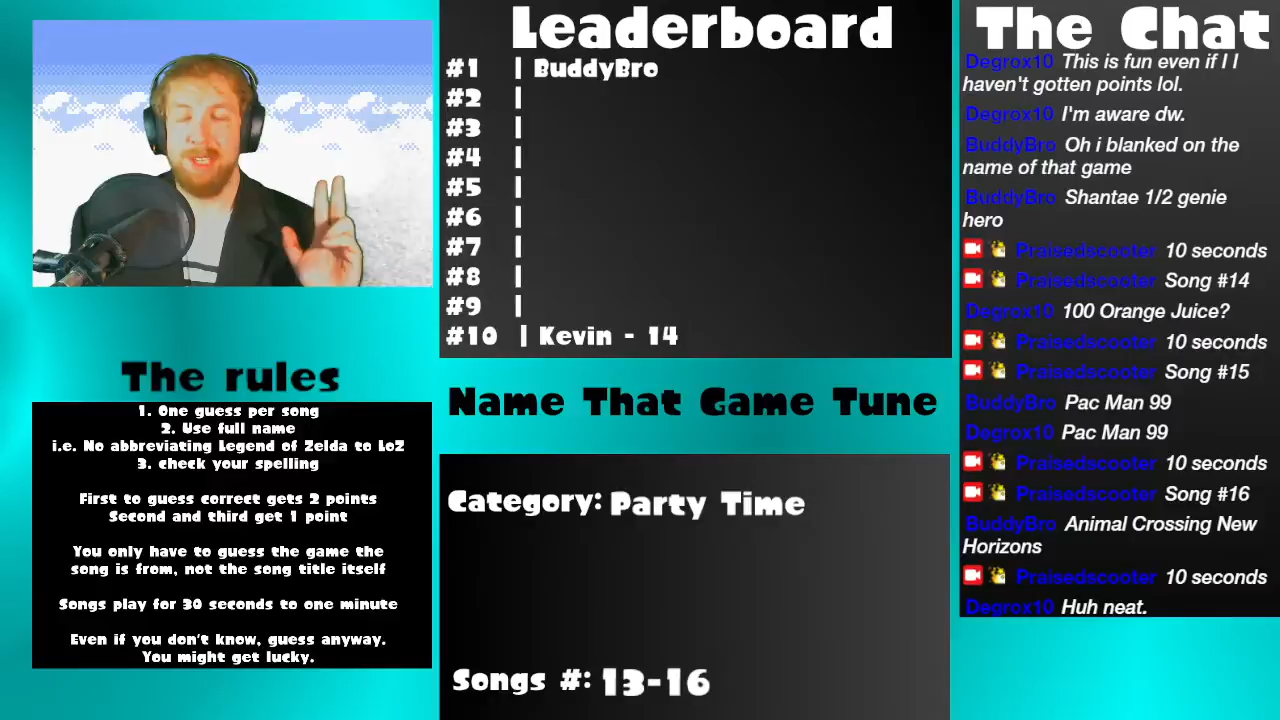 Leaderboard
#1 | BuddyBro
#2 |
#3 |
#4 |
#5 |
#6 |
#7 |
#8 |
#9 |
#10 | Kevin - 14
The rules
1. One guess per song
2. Use full name
i.e. No abbreviating Legend of Zelda to LoZ
3. check your spelling
First to guess correct gets 2 points
Second and third get 1 point
You only have to guess the game the
song is from, not the song title itself
Songs play for 30 seconds to one minute
Even if you don't know, guess anyway.
You might get lucky.
Name That Game Tune
Category: Party Time
Songs #: 13-16
The Chat
Degrox10 This is fun even if I I
haven't gotten points lol.
Degrox10 I'm aware dw.
BuddyBro Oh i blanked on the
name of that game
BuddyBro Shantae 1/2 genie
hero
Praisedscooter 10 seconds
Praisedscooter Song #14
Degrox10 100 Orange Juice?
Praisedscooter 10 seconds
Praisedscooter Song #15
BuddyBro Pac Man 99
Degrox10 Pac Man 99
Praisedscooter 10 seconds
Praisedscooter Song #16
BuddyBro Animal Crossing New
Horizons
Praisedscooter 10 seconds
Degrox10 Huh neat.